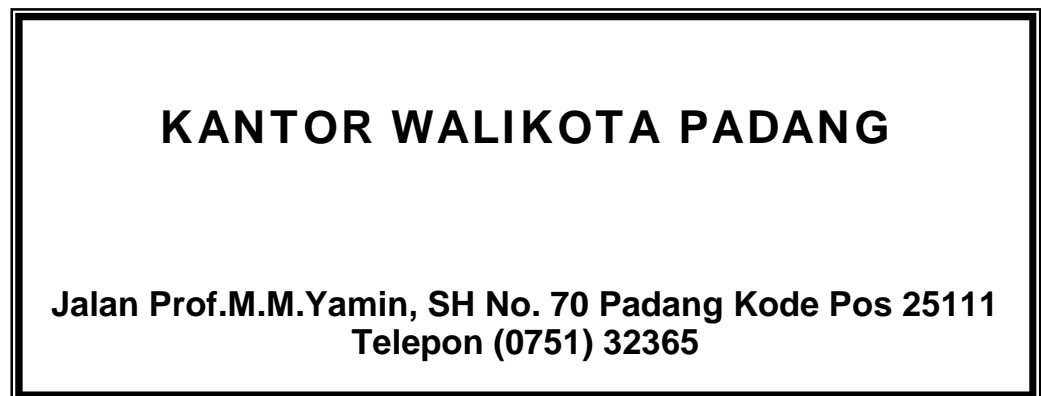 KANTOR WALIKOTA PADANG
Jalan Prof.M.M.Yamin, SH No. 70 Padang Kode Pos 25111
Telepon (0751) 32365